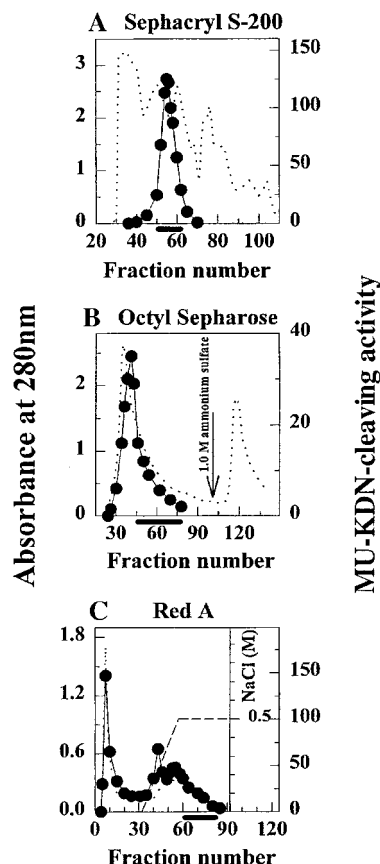 A Sephacryl S-200
3
2
1
0
150
100
50
0
20 40 60 80 100
Fraction number
B Octyl Sepharose
2
1
0
40
20
0
1.0 M ammonium sulfate
30 60 90 120
Fraction number
C Red A
1.8
1.2
0.6
0.0
NaCl (M)
0.5
150
100
50
0
0 30 60 90 120
Fraction number
Absorbance at 280nm
MU-KDN-cleaving activity